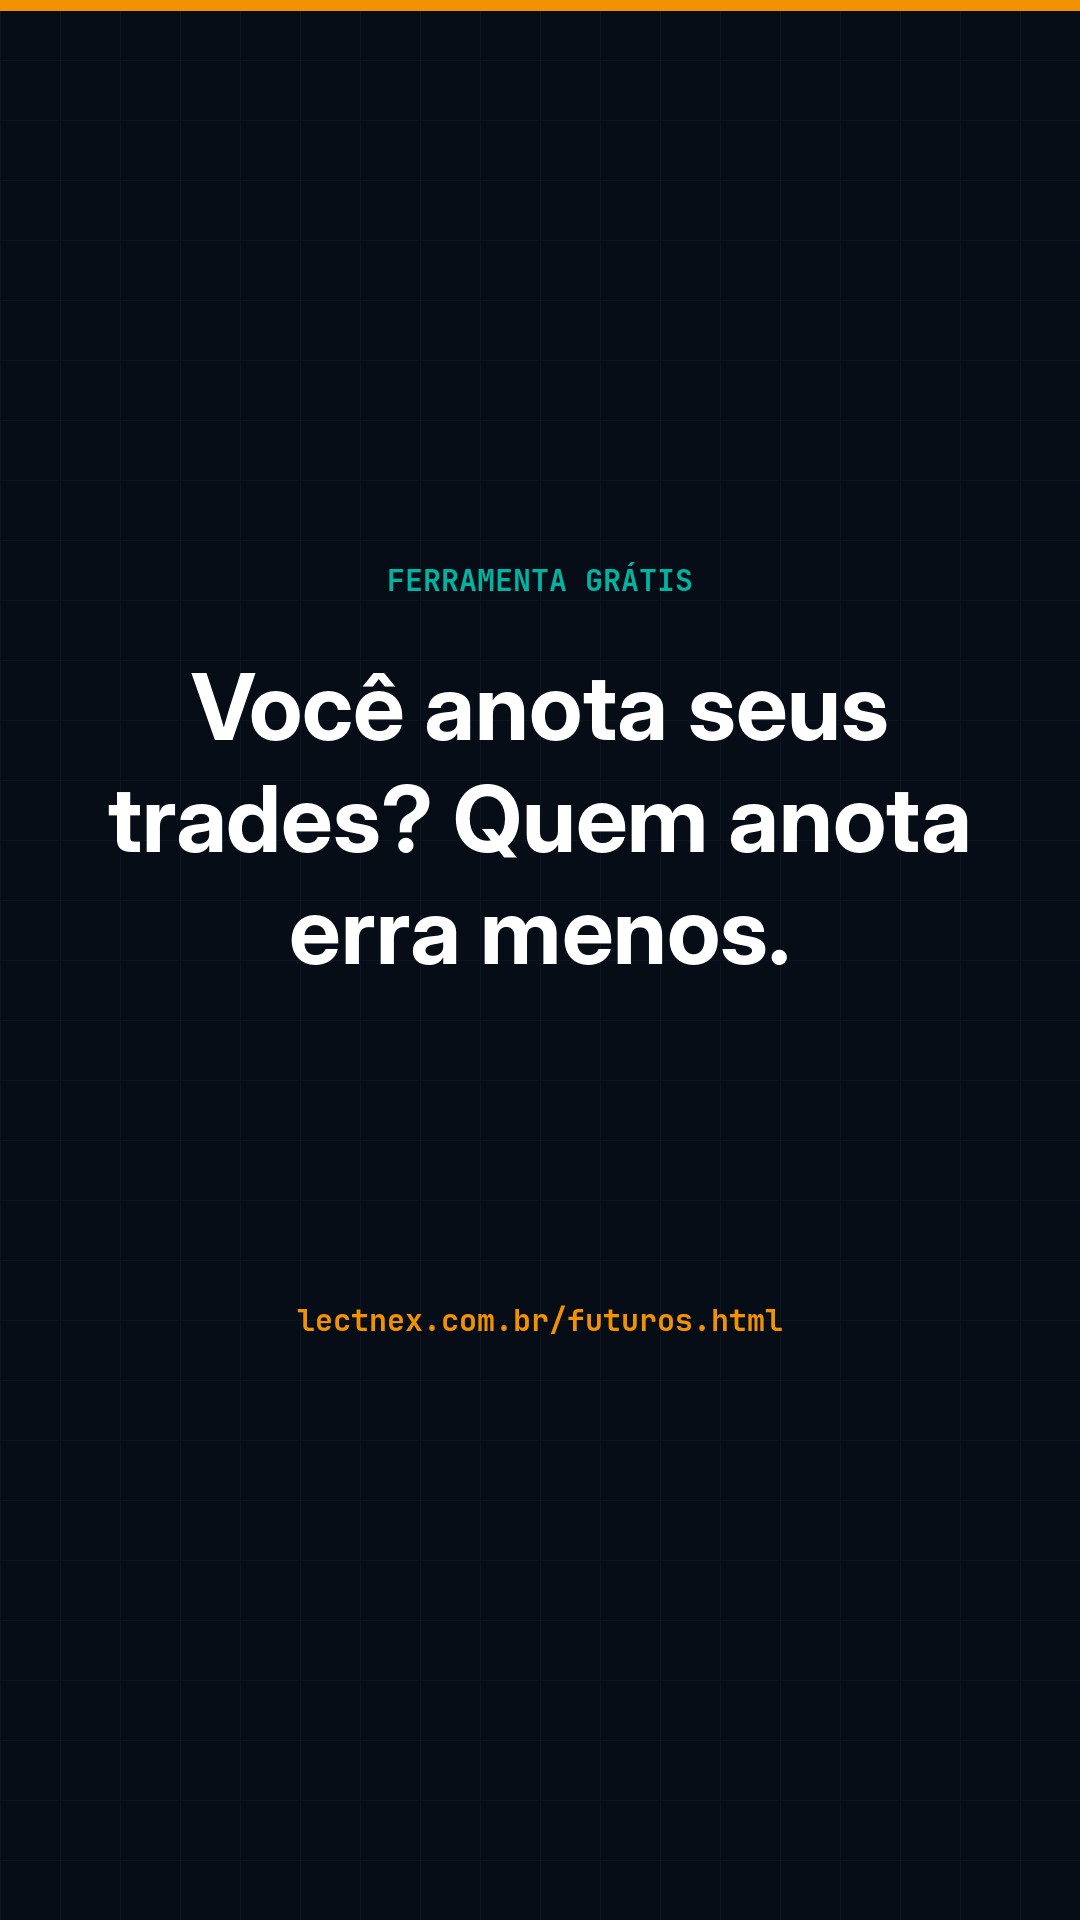 FERRAMENTA GRÁTIS
Você anota seus
trades? Quem anota
erra menos.
lectnex.com.br/futuros.html